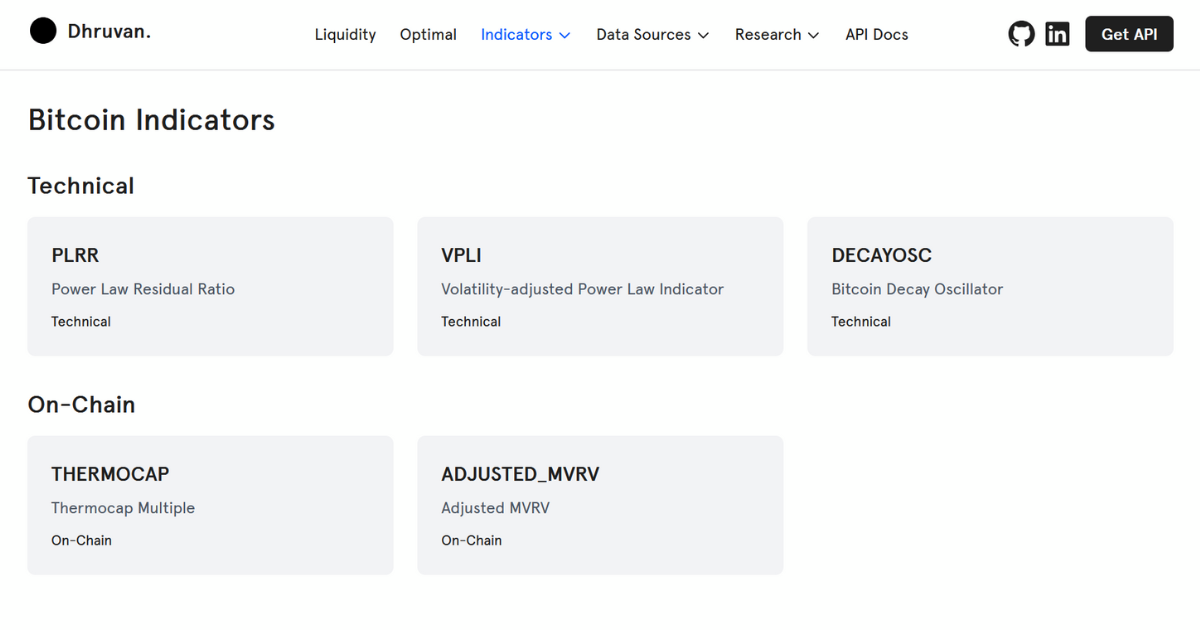 Dhruvan.
Liquidity Optimal Indicators Data Sources Research API Docs
Get API
Bitcoin Indicators
Technical
PLRR
Power Law Residual Ratio
Technical
VPLI
Volatility-adjusted Power Law Indicator
Technical
DECAYOSC
Bitcoin Decay Oscillator
Technical
On-Chain
THERMOCAP
Thermocap Multiple
On-Chain
ADJUSTED_MVRV
Adjusted MVRV
On-Chain